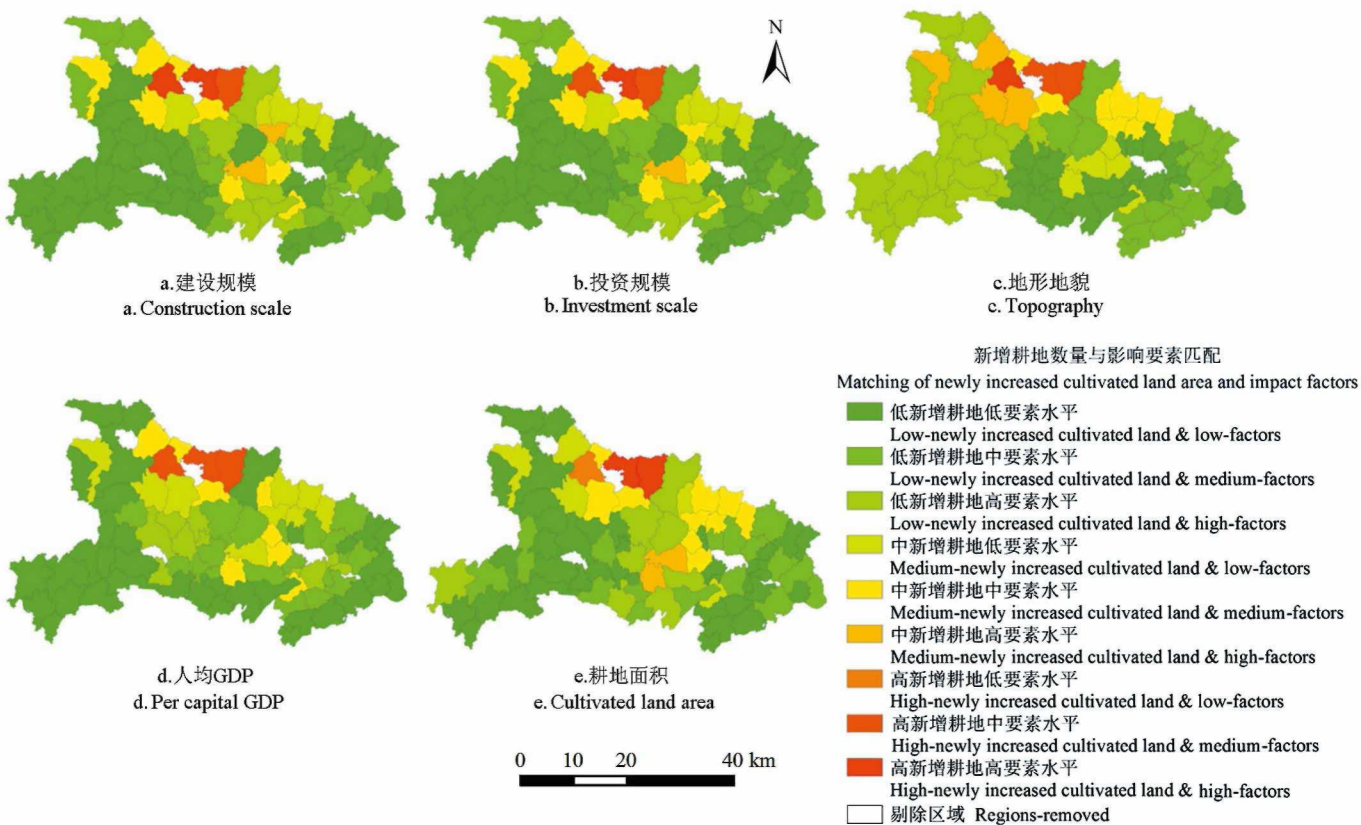 N
a.建设规模
a. Construction scale
b.投资规模
b. Investment scale
c.地形地貌
c. Topography
d.人均GDP
d. Per capital GDP
e.耕地面积
e. Cultivated land area
0 10 20 40 km
新增耕地数量与影响要素匹配
Matching of newly increased cultivated land area and impact factors
低新增耕地低要素水平
Low-newly increased cultivated land & low-factors
低新增耕地中要素水平
Low-newly increased cultivated land & medium-factors
低新增耕地高要素水平
Low-newly increased cultivated land & high-factors
中新增耕地低要素水平
Medium-newly increased cultivated land & low-factors
中新增耕地中要素水平
Medium-newly increased cultivated land & medium-factors
中新增耕地高要素水平
Medium-newly increased cultivated land & high-factors
高新增耕地低要素水平
High-newly increased cultivated land & low-factors
高新增耕地中要素水平
High-newly increased cultivated land & medium-factors
高新增耕地高要素水平
High-newly increased cultivated land & high-factors
剔除区域 Regions-removed